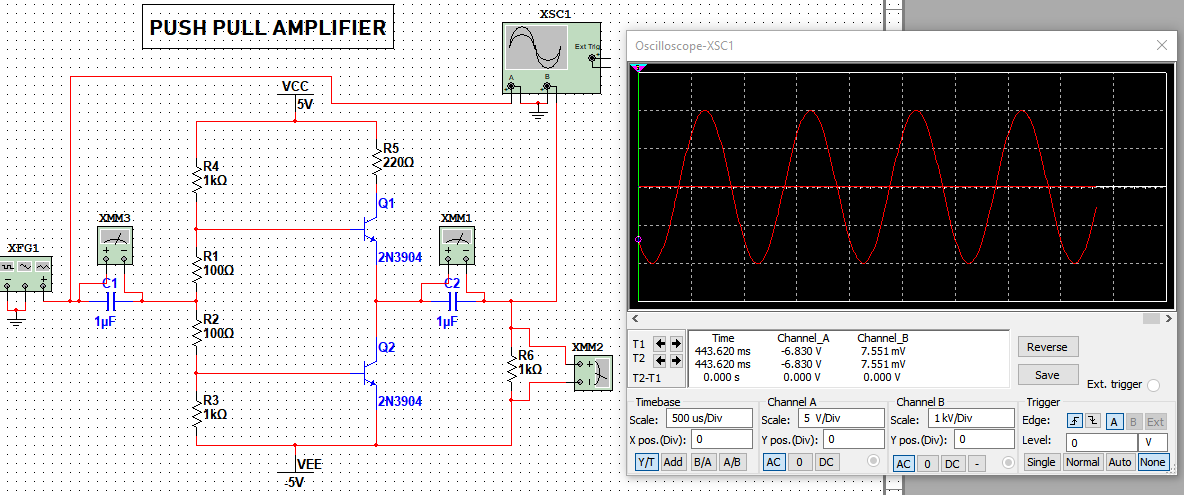 PUSH PULL AMPLIFIER
XSC1
Ext Trig
A B
VCC
5V
R4
1kΩ
R5
220Ω
Q1
2N3904
XMM3
XMM1
XFG1
R1
100Ω
C1
1µF
C2
1µF
R2
100Ω
Q2
2N3904
R6
1kΩ
XMM2
R3
1kΩ
VEE
-5V
Oscilloscope-XSC1
Time Channel_A Channel_B
T1 443.620 ms -6.830 V 7.551 mV
T2 443.620 ms -6.830 V 7.551 mV
T2-T1 0.000 s 0.000 V 0.000 V
Reverse
Save
Ext. trigger
Timebase
Scale: 500 us/Div
X pos.(Div): 0
Y/T Add B/A A/B
Channel A
Scale: 5 V/Div
Y pos.(Div): 0
AC 0 DC
Channel B
Scale: 1 kV/Div
Y pos.(Div): 0
AC 0 DC -
Trigger
Edge: A B Ext
Level: 0 V
Single Normal Auto None